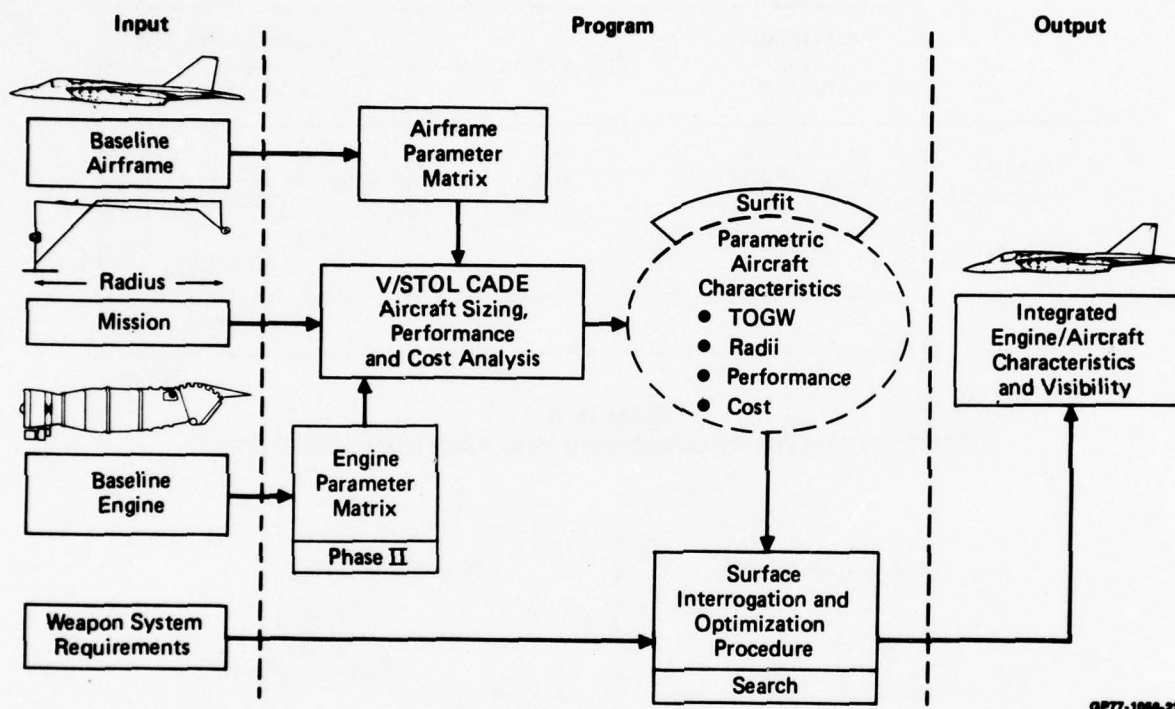 Input
Program
Output
Baseline
Airframe
Airframe
Parameter
Matrix
Radius
Mission
V/STOL CADE
Aircraft Sizing,
Performance
and Cost Analysis
Surfit
Parametric
Aircraft
Characteristics
● TOGW
● Radii
● Performance
● Cost
Integrated
Engine/Aircraft
Characteristics
and Visibility
Baseline
Engine
Engine
Parameter
Matrix
Phase II
Weapon System
Requirements
Surface
Interrogation and
Optimization
Procedure
Search